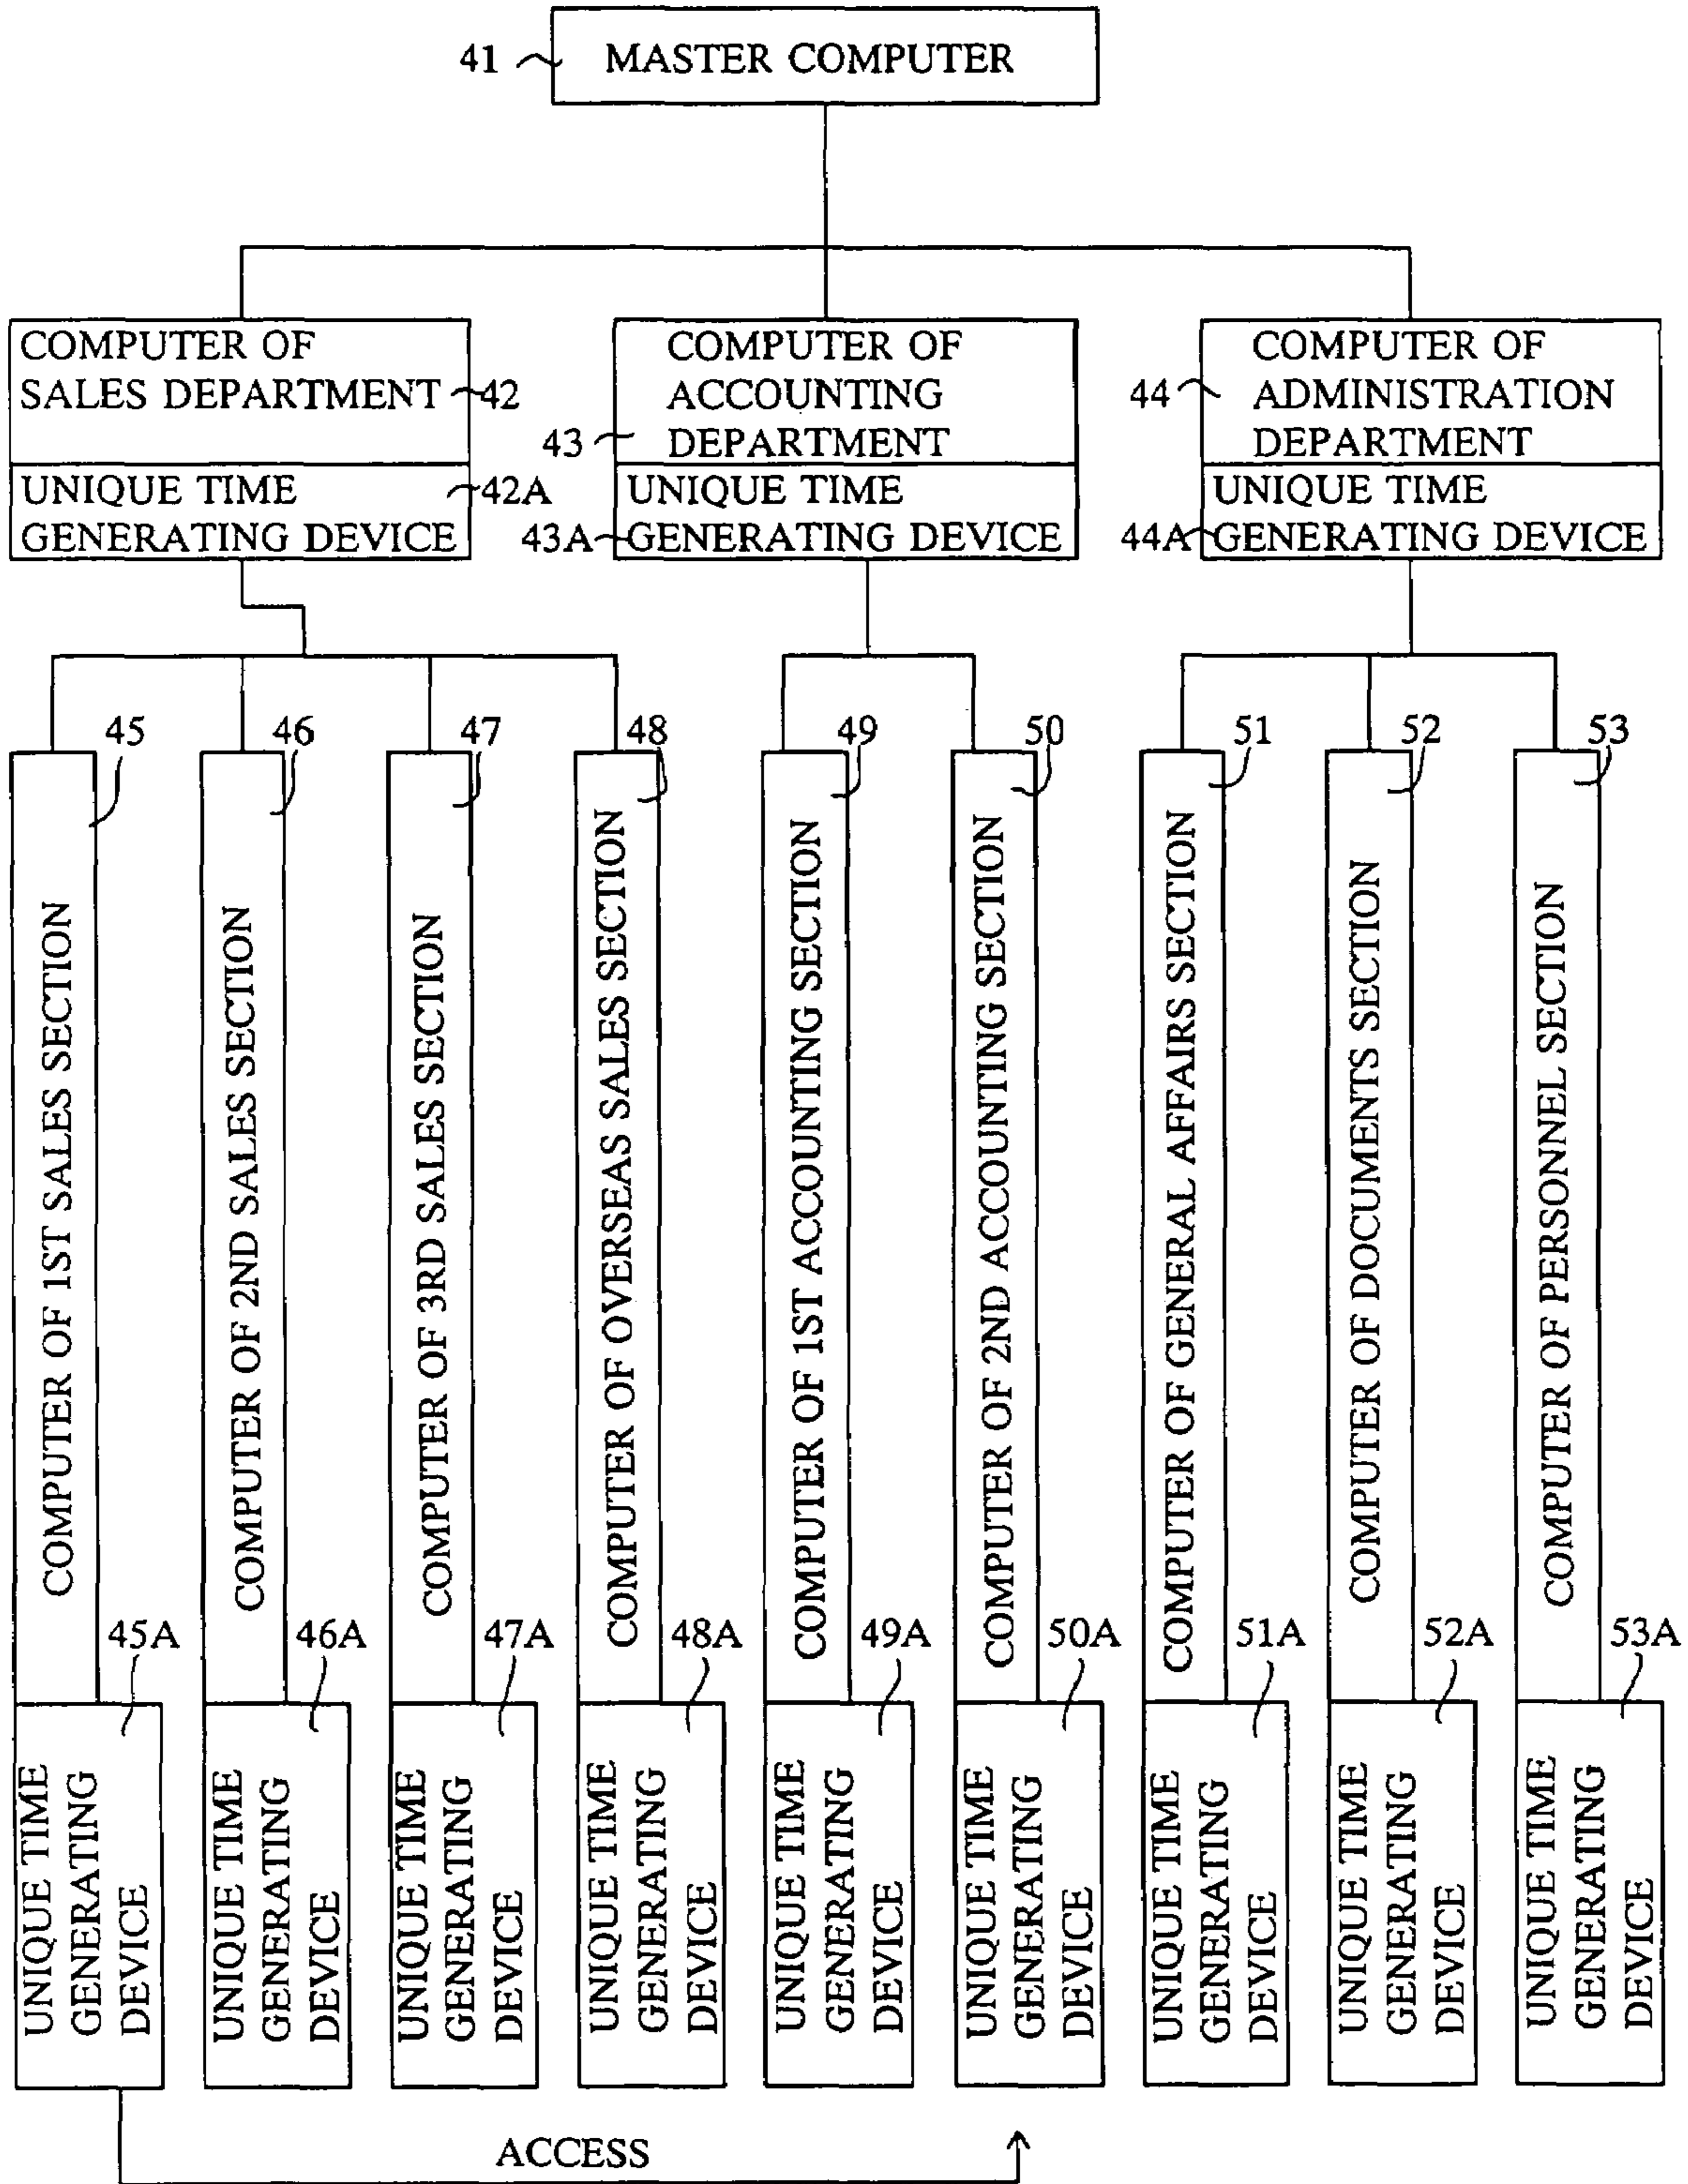 41 MASTER COMPUTER
COMPUTER OF
SALES DEPARTMENT 42
UNIQUE TIME 42A
GENERATING DEVICE
COMPUTER OF
ACCOUNTING
43 DEPARTMENT
UNIQUE TIME
43A GENERATING DEVICE
COMPUTER OF
44 ADMINISTRATION
DEPARTMENT
UNIQUE TIME
44A GENERATING DEVICE
45
COMPUTER OF 1ST SALES SECTION
45A
UNIQUE TIME
GENERATING
DEVICE
46
COMPUTER OF 2ND SALES SECTION
46A
UNIQUE TIME
GENERATING
DEVICE
47
COMPUTER OF 3RD SALES SECTION
47A
UNIQUE TIME
GENERATING
DEVICE
48
COMPUTER OF OVERSEAS SALES SECTION
48A
UNIQUE TIME
GENERATING
DEVICE
49
COMPUTER OF 1ST ACCOUNTING SECTION
49A
UNIQUE TIME
GENERATING
DEVICE
50
COMPUTER OF 2ND ACCOUNTING SECTION
50A
UNIQUE TIME
GENERATING
DEVICE
51
COMPUTER OF GENERAL AFFAIRS SECTION
51A
UNIQUE TIME
GENERATING
DEVICE
52
COMPUTER OF DOCUMENTS SECTION
52A
UNIQUE TIME
GENERATING
DEVICE
53
COMPUTER OF PERSONNEL SECTION
53A
UNIQUE TIME
GENERATING
DEVICE
ACCESS